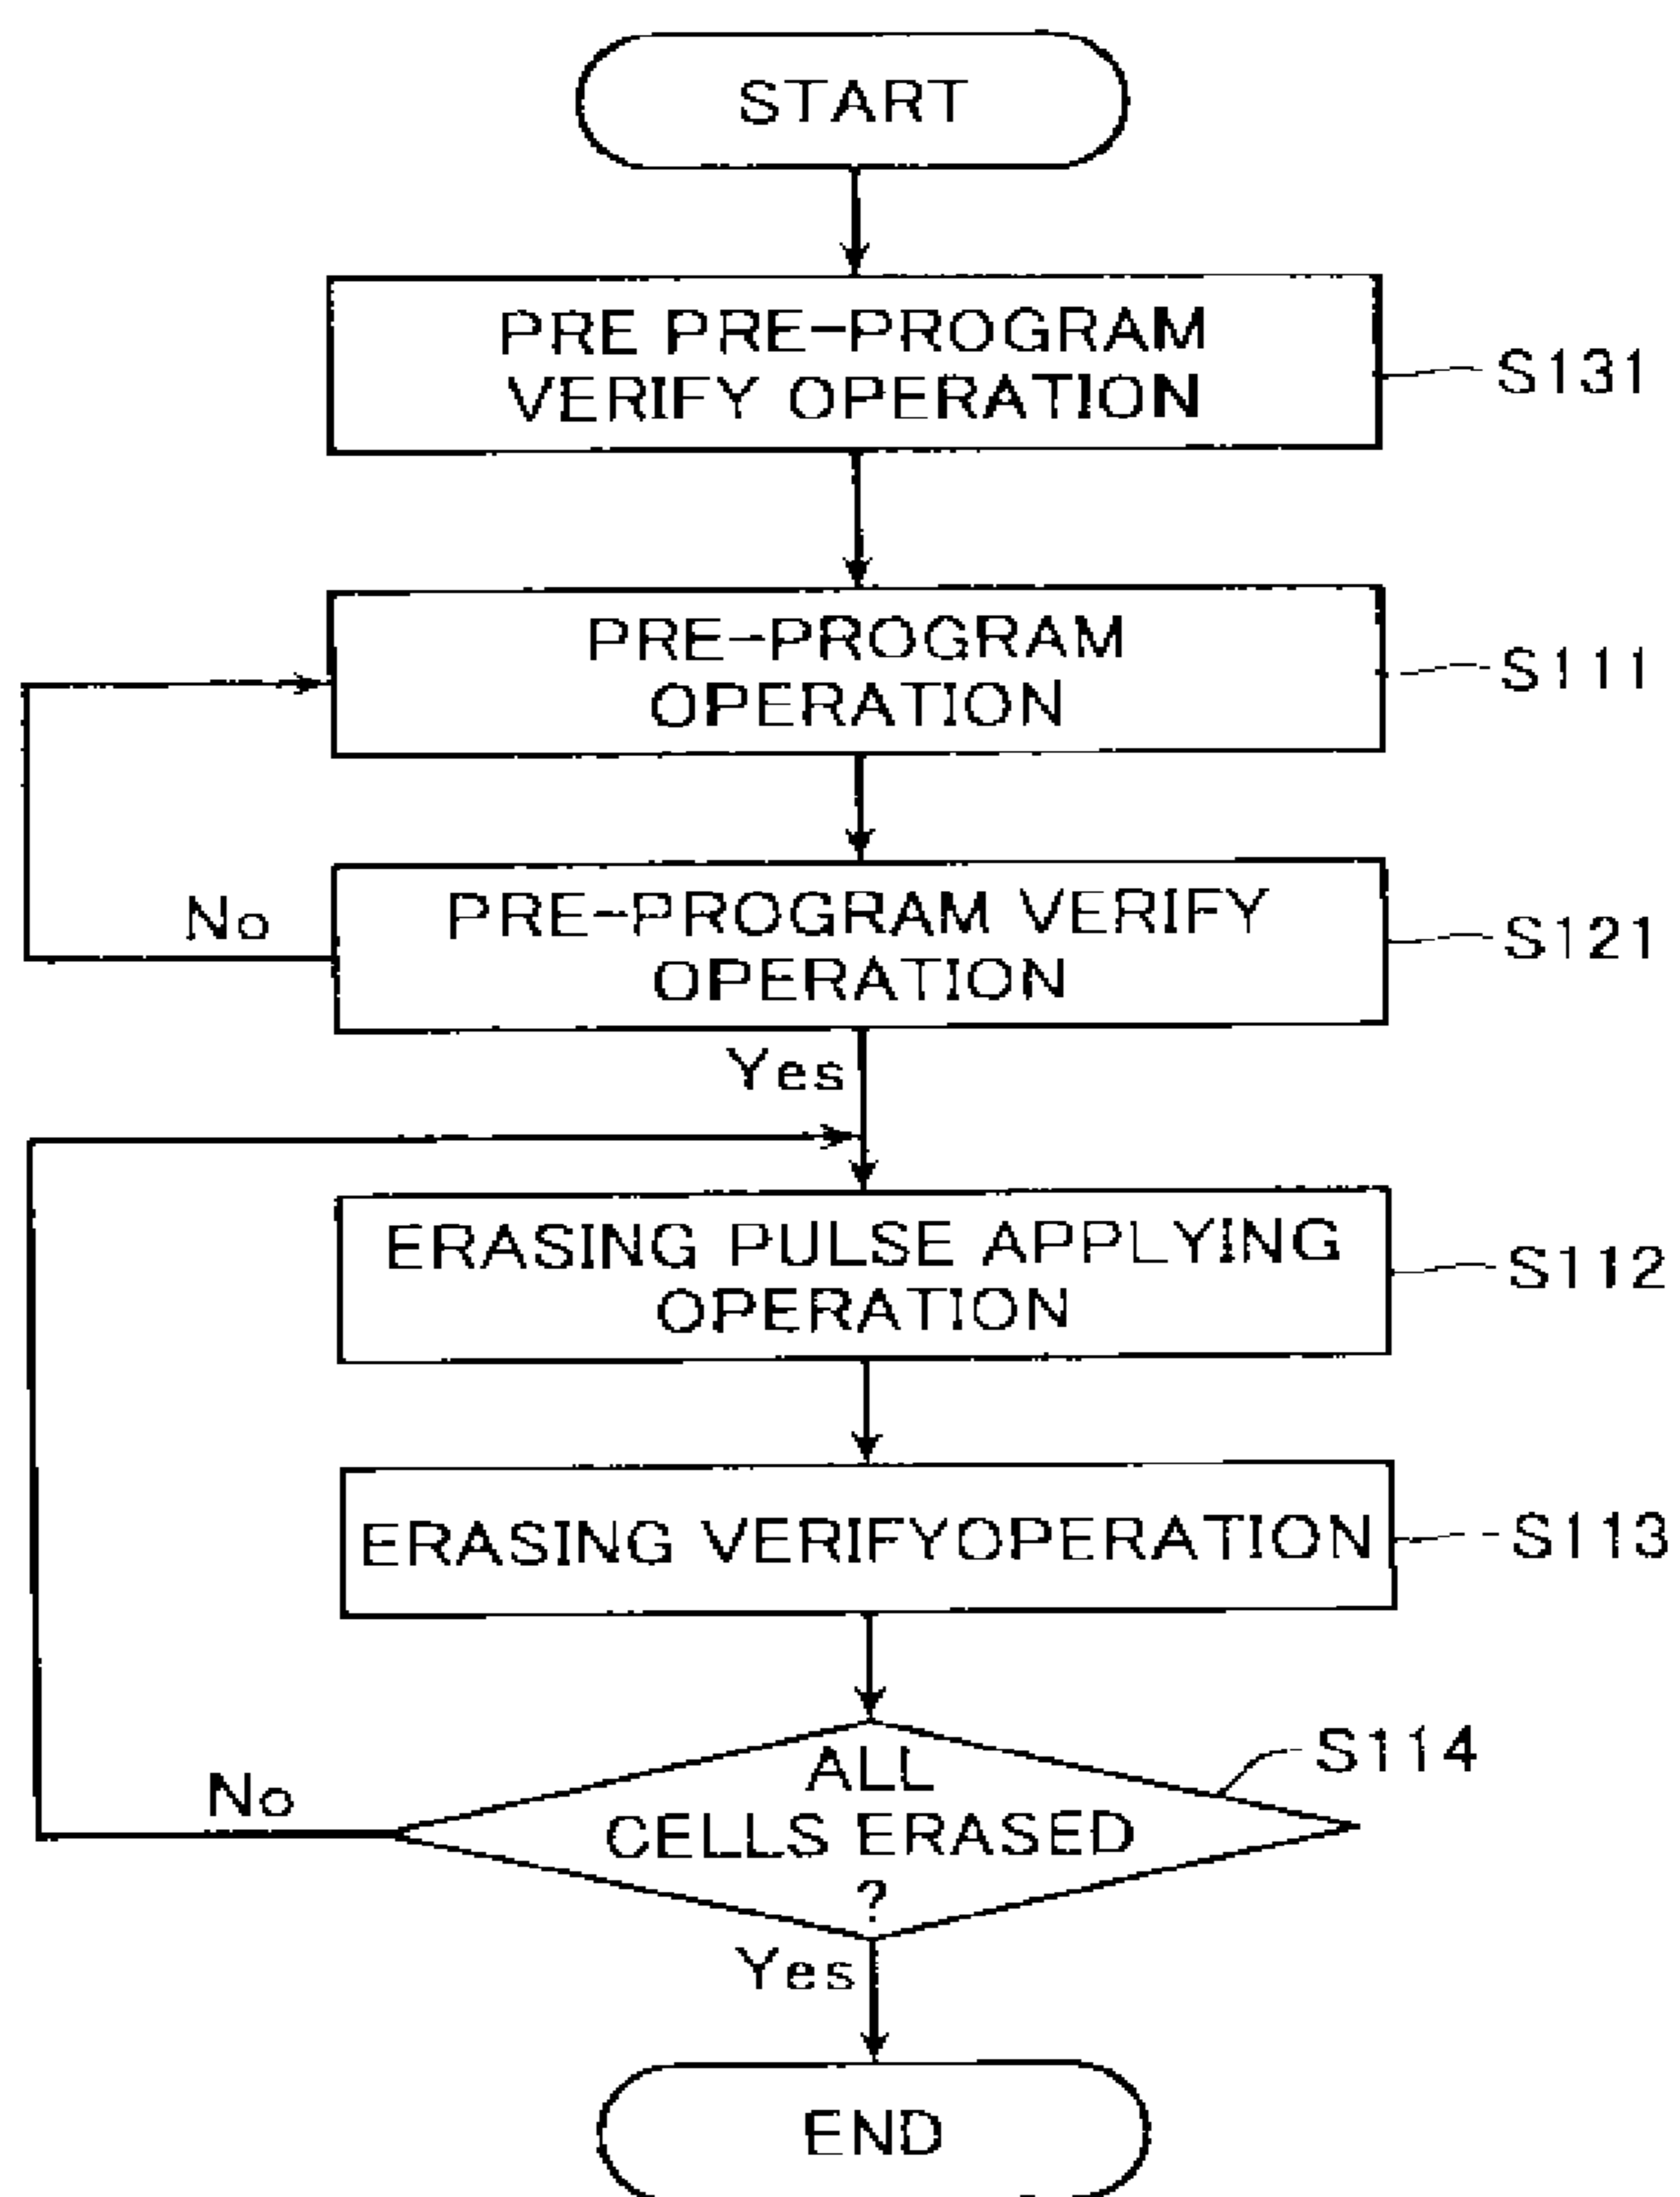 START
PRE PRE-PROGRAM
VERIFY OPERATION
S131
PRE-PROGRAM
OPERATION
S111
PRE-PROGRAM VERIFY
OPERATION
S121
No
Yes
ERASING PULSE APPLYING
OPERATION
S112
ERASING VERIFYOPERATION
S113
ALL
CELLS ERASED
?
S114
No
Yes
END